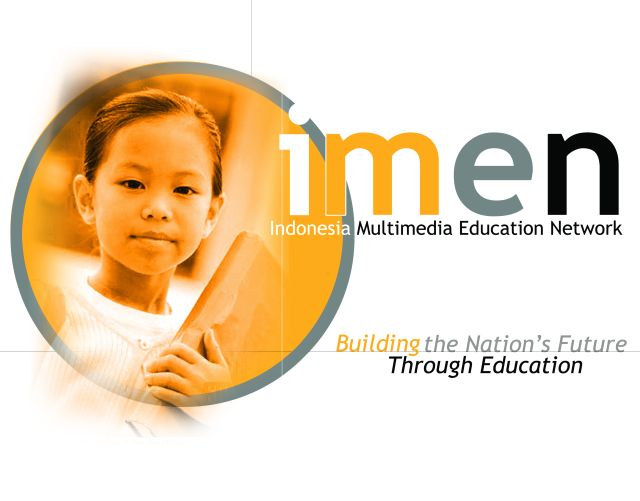 imen
Indonesia Multimedia Education Network
Building the Nation's Future
Through Education